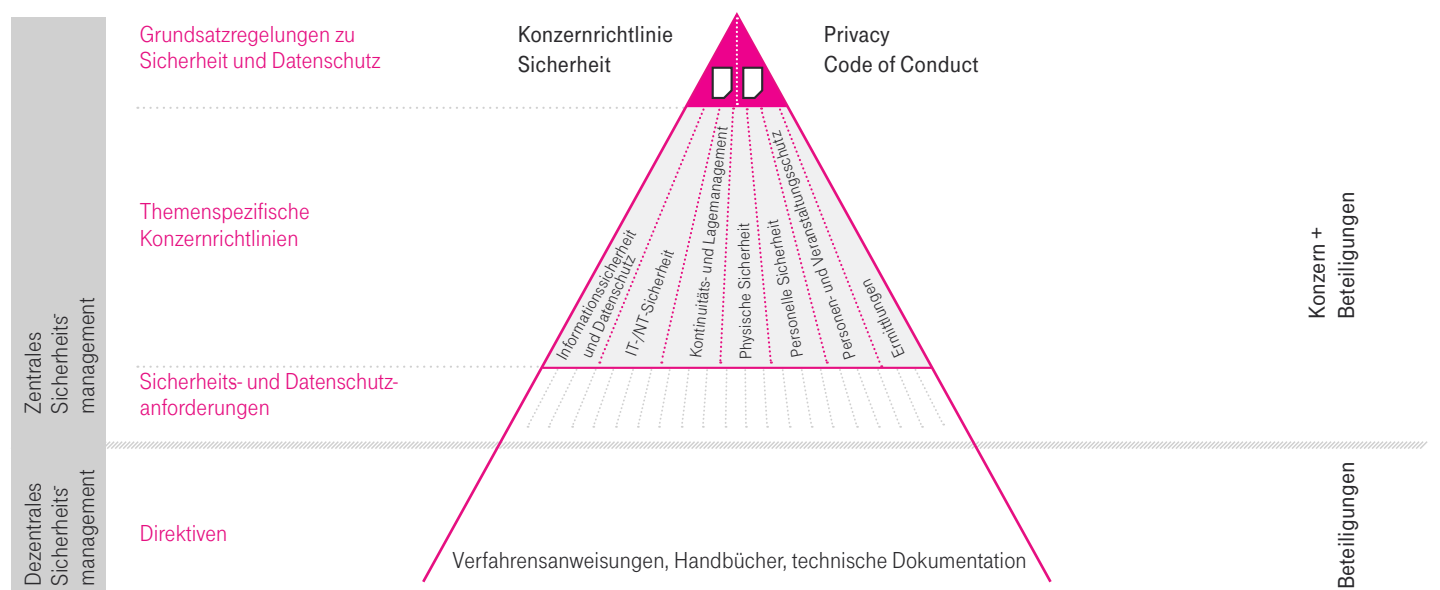 Grundsatzregelungen zu
Sicherheit und Datenschutz
Konzernrichtlinie
Sicherheit
Privacy
Code of Conduct
Themenspezifische
Konzernrichtlinien
Informationssicherheit
und Datenschutz
IT-/NT-Sicherheit
Kontinuitäts- und Lagemanagement
Physische Sicherheit
Personelle Sicherheit
Personen- und Veranstaltungsschutz
Ermittlungen
Konzern +
Beteiligungen
Zentrales
Sicherheits-
management
Sicherheits- und Datenschutz-
anforderungen
Dezentrales
Sicherheits-
management
Direktiven
Verfahrensanweisungen, Handbücher, technische Dokumentation
Beteiligungen